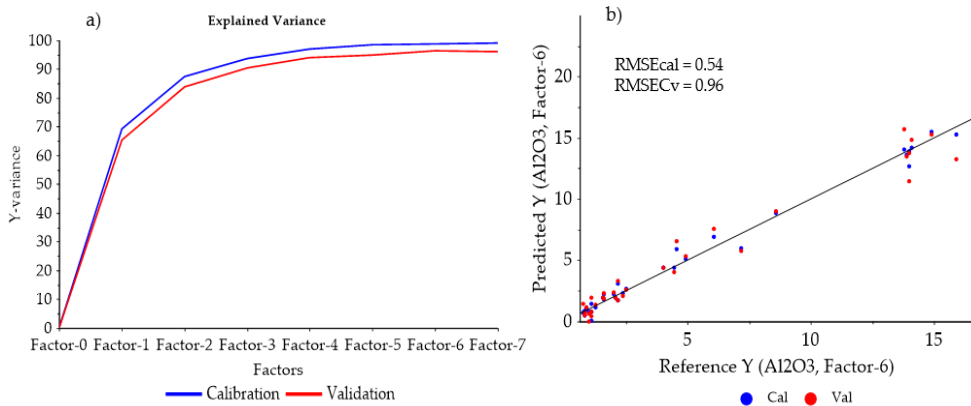 a)
Explained Variance
100
90
80
70
60
50
40
30
20
10
0
Y-variance
Factor-0 Factor-1 Factor-2 Factor-3 Factor-4 Factor-5 Factor-6 Factor-7
Factors
Calibration Validation
b)
RMSEcal = 0.54
RMSECv = 0.96
20
15
10
5
0
Predicted Y (Al2O3, Factor-6)
5 10 15
Reference Y (Al2O3, Factor-6)
Cal Val